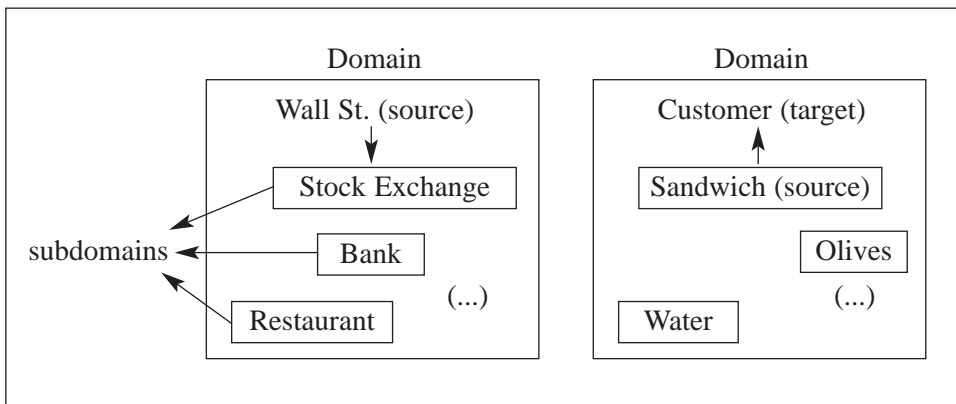 Domain
Wall St. (source)
Stock Exchange
Bank
(...)
Restaurant
subdomains
Domain
Customer (target)
Sandwich (source)
Olives
(...)
Water